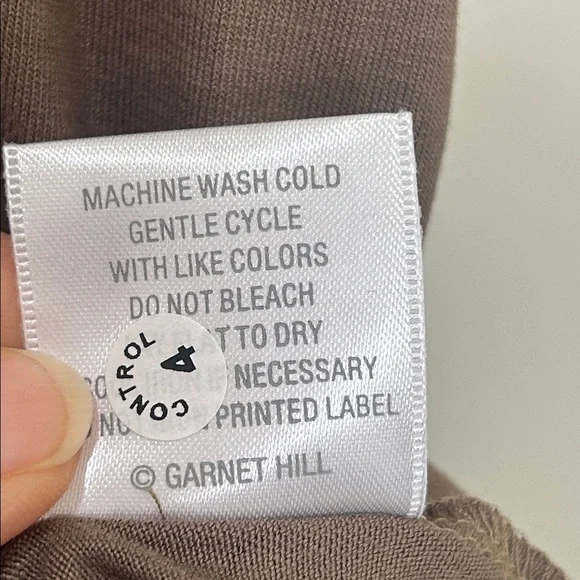 MACHINE WASH COLD
GENTLE CYCLE
WITH LIKE COLORS
DO NOT BLEACH
TO DRY
NECESSARY
PRINTED LABEL
CONTROL
4
© GARNET HILL